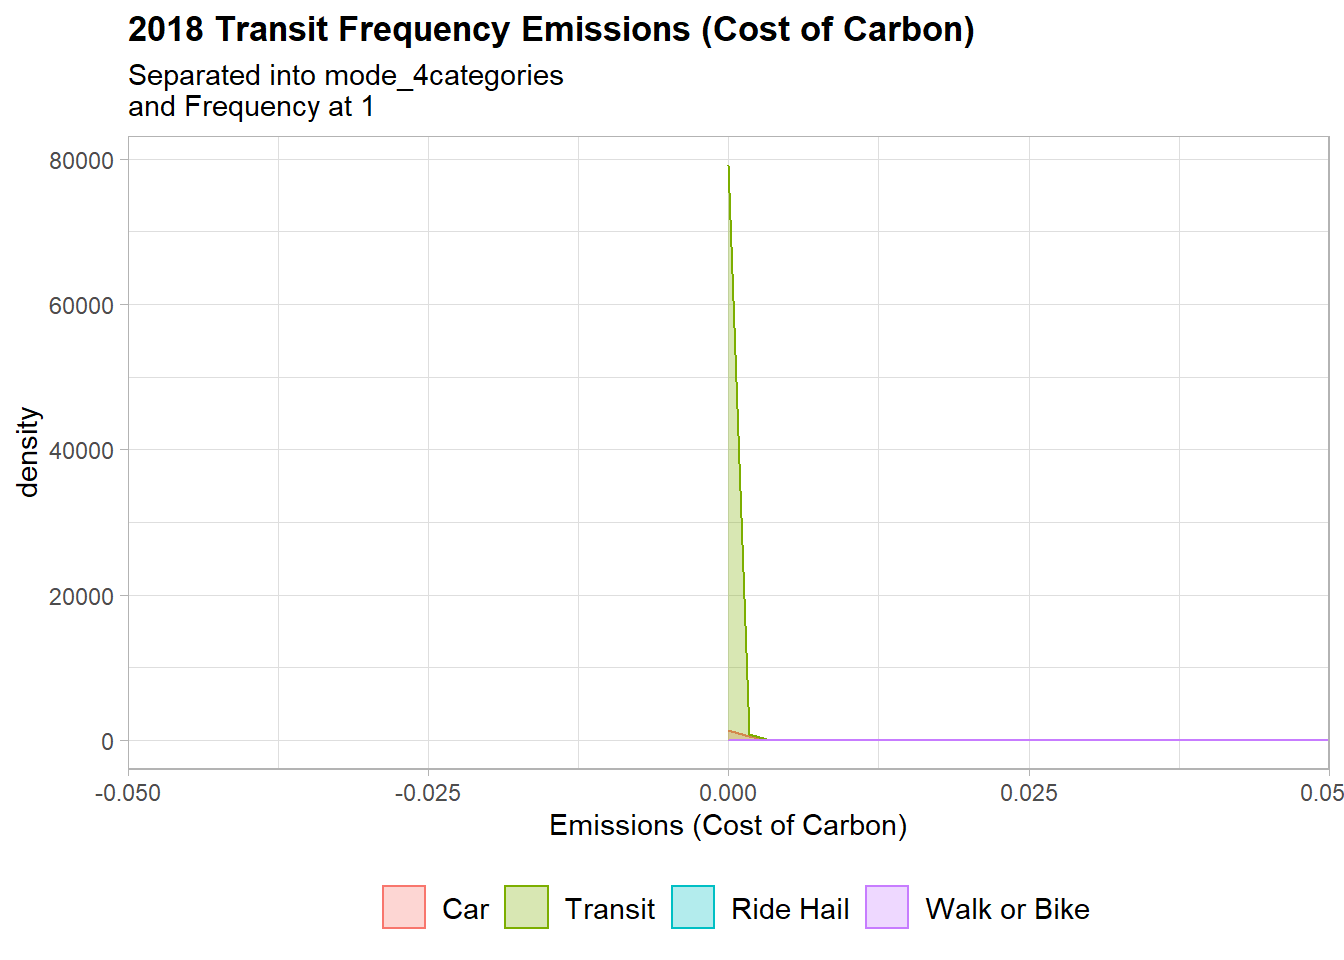 2018 Transit Frequency Emissions (Cost of Carbon)
Separated into mode_4categories
and Frequency at 1
80000
60000
40000
20000
0
density
-0.050 -0.025 0.000 0.025 0.05
Emissions (Cost of Carbon)
Car Transit Ride Hail Walk or Bike